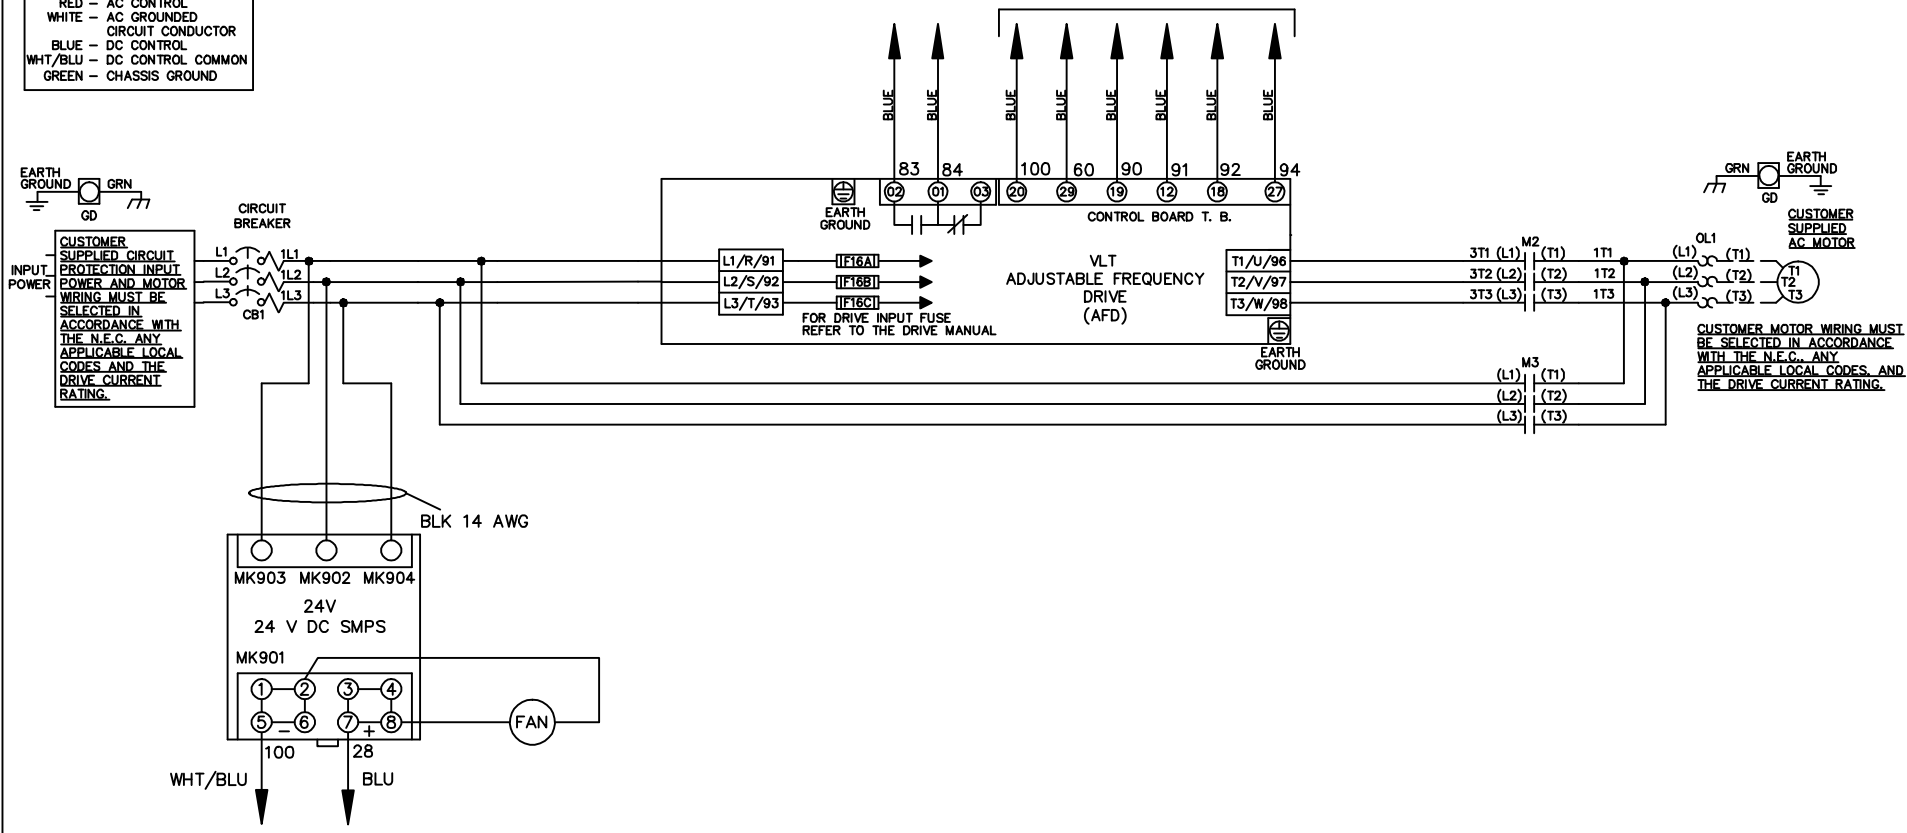 RED – AC CONTROL
WHITE – AC GROUNDED
CIRCUIT CONDUCTOR
BLUE – DC CONTROL
WHT/BLU – DC CONTROL COMMON
GREEN – CHASSIS GROUND
BLUE
BLUE
BLUE
BLUE
BLUE
BLUE
BLUE
BLUE
83
84
100
60
90
91
92
94
02
01
03
20
29
19
12
18
27
EARTH
GROUND
CONTROL BOARD T. B.
EARTH
GROUND
GRN
GD
CIRCUIT
BREAKER
INPUT
POWER
CUSTOMER
SUPPLIED CIRCUIT
PROTECTION INPUT
POWER AND MOTOR
WIRING MUST BE
SELECTED IN
ACCORDANCE WITH
THE N.E.C. ANY
APPLICABLE LOCAL
CODES AND THE
DRIVE CURRENT
RATING.
L1
1L1
L2
1L2
L3
1L3
CB1
L1/R/91
L2/S/92
L3/T/93
F16A
F16B
F16C
FOR DRIVE INPUT FUSE
REFER TO THE DRIVE MANUAL
VLT
ADJUSTABLE FREQUENCY
DRIVE
(AFD)
T1/U/96
T2/V/97
T3/W/98
EARTH
GROUND
M2
3T1 (L1) (T1) 1T1
3T2 (L2) (T2) 1T2
3T3 (L3) (T3) 1T3
M3
(L1) (T1)
(L2) (T2)
(L3) (T3)
OL1
(L1) (T1)
(L2) (T2)
(L3) (T3)
T1
T2
T3
GRN
EARTH
GROUND
GD
CUSTOMER
SUPPLIED
AC MOTOR
CUSTOMER MOTOR WIRING MUST
BE SELECTED IN ACCORDANCE
WITH THE N.E.C., ANY
APPLICABLE LOCAL CODES, AND
THE DRIVE CURRENT RATING.
BLK 14 AWG
MK903 MK902 MK904
24V
24 V DC SMPS
MK901
1 2 3 4
5 6 7 8
– +
FAN
100
28
WHT/BLU
BLU